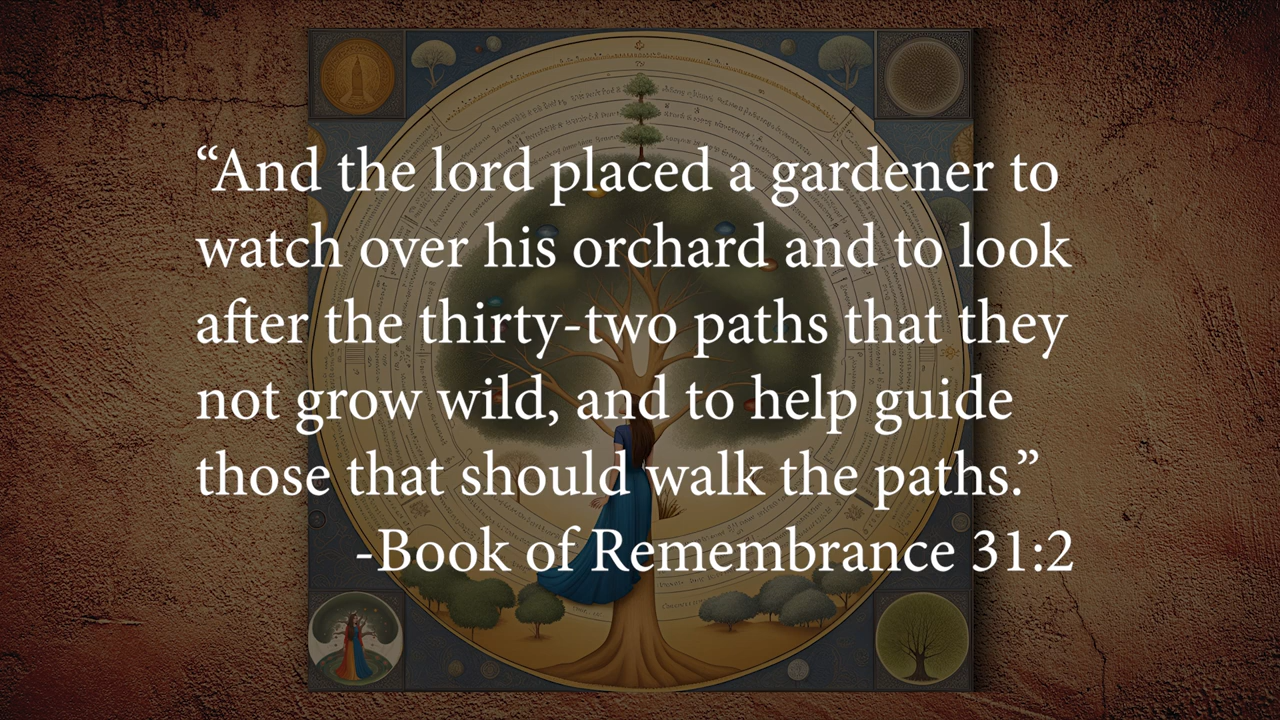 “And the lord placed a gardener to
watch over his orchard and to look
after the thirty-two paths that they
not grow wild, and to help guide
those that should walk the paths.”
-Book of Remembrance 31:2